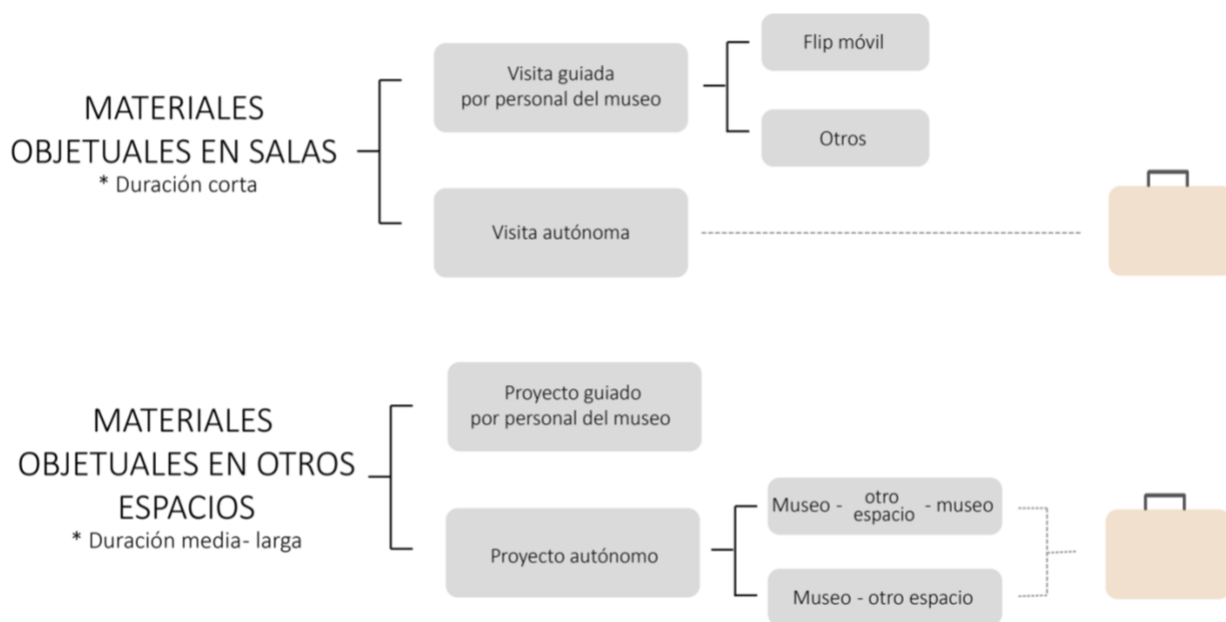 MATERIALES
OBJETUALES EN SALAS
* Duración corta
Visita guiada
por personal del museo
Flip móvil
Otros
Visita autónoma
MATERIALES
OBJETUALES EN OTROS
ESPACIOS
* Duración media- larga
Proyecto guiado
por personal del museo
Proyecto autónomo
Museo - otro espacio - museo
Museo - otro espacio